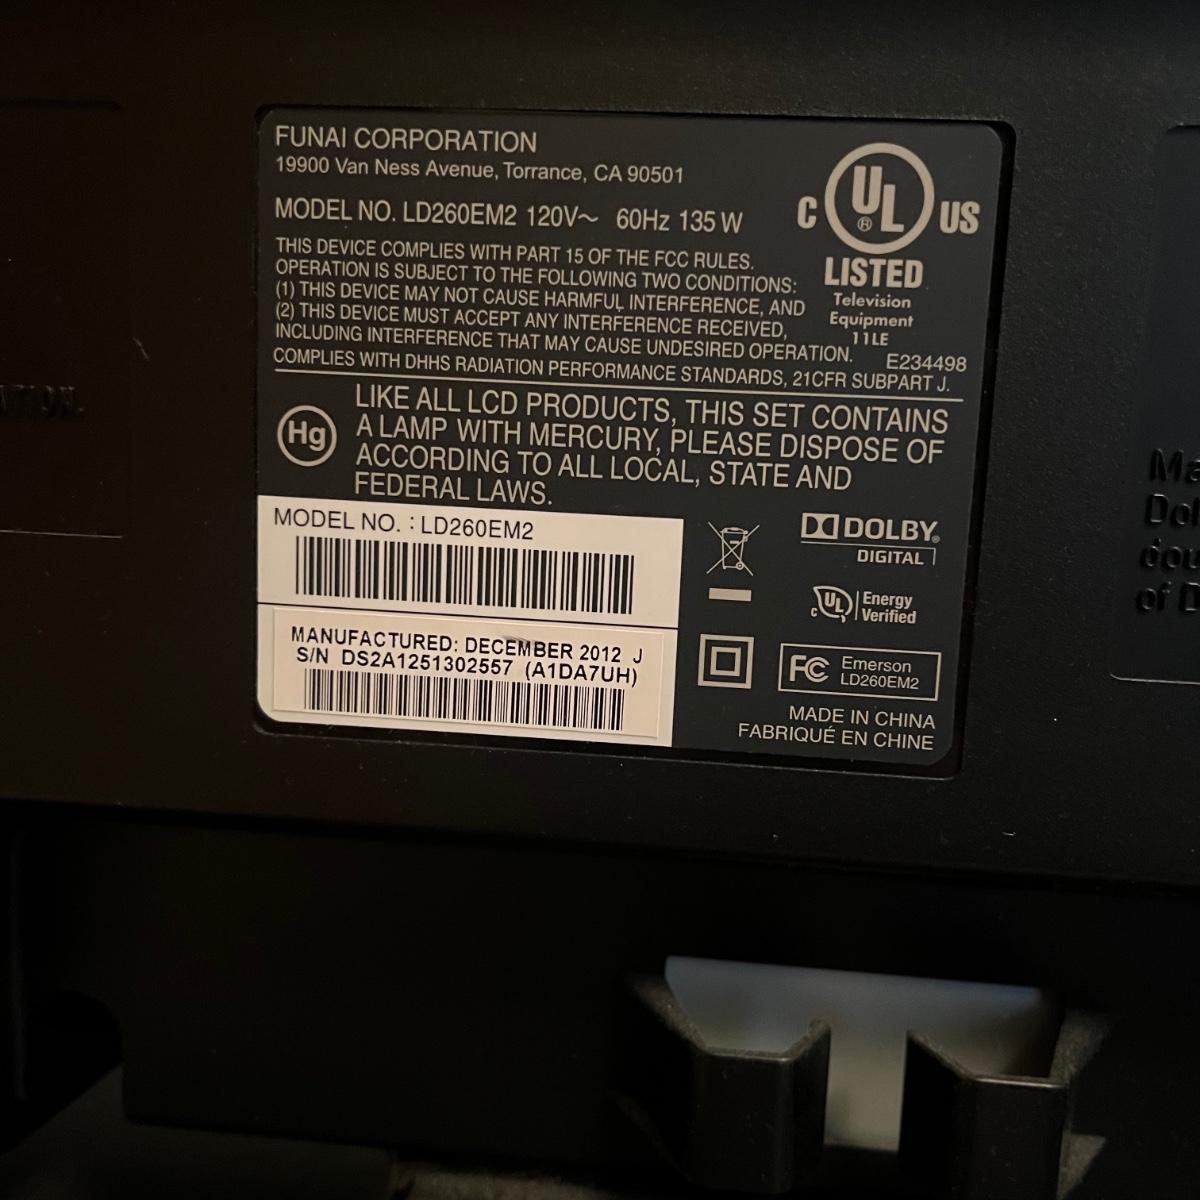 FUNAI CORPORATION
19900 Van Ness Avenue, Torrance, CA 90501
MODEL NO. LD260EM2 120V~ 60Hz 135 W
THIS DEVICE COMPLIES WITH PART 15 OF THE FCC RULES.
OPERATION IS SUBJECT TO THE FOLLOWING TWO CONDITIONS:
(1) THIS DEVICE MAY NOT CAUSE HARMFUL INTERFERENCE, AND
(2) THIS DEVICE MUST ACCEPT ANY INTERFERENCE RECEIVED,
INCLUDING INTERFERENCE THAT MAY CAUSE UNDESIRED OPERATION.
COMPLIES WITH DHHS RADIATION PERFORMANCE STANDARDS, 21CFR SUBPART J.
C UL ® US
LISTED
Television
Equipment
11LE
E234498
Hg
LIKE ALL LCD PRODUCTS, THIS SET CONTAINS
A LAMP WITH MERCURY, PLEASE DISPOSE OF
ACCORDING TO ALL LOCAL, STATE AND
FEDERAL LAWS.
MODEL NO. : LD260EM2
MANUFACTURED: DECEMBER 2012 J
S/N DS2A1251302557 (A1DA7UH)
DOLBY®
DIGITAL
C UL Energy
Verified
FC Emerson
LD260EM2
MADE IN CHINA
FABRIQUÉ EN CHINE
of